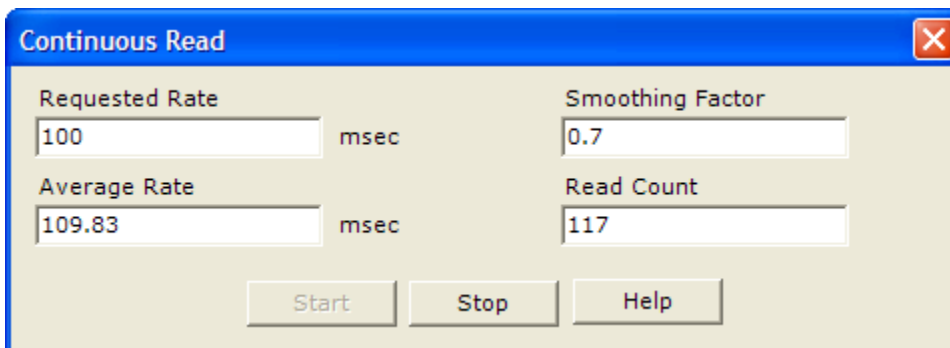 Continuous Read
Requested Rate
Smoothing Factor
100 msec
0.7
Average Rate
Read Count
109.83 msec
117
Start
Stop
Help